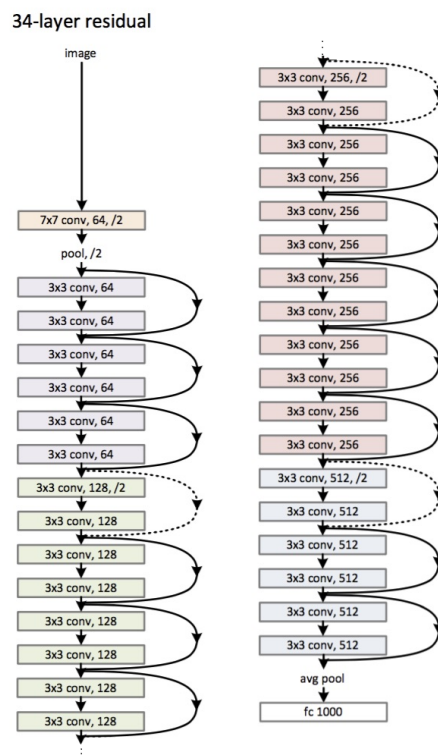 34-layer residual
image
7x7 conv, 64, /2
pool, /2
3x3 conv, 64
3x3 conv, 64
3x3 conv, 64
3x3 conv, 64
3x3 conv, 64
3x3 conv, 64
3x3 conv, 128, /2
3x3 conv, 128
3x3 conv, 128
3x3 conv, 128
3x3 conv, 128
3x3 conv, 128
3x3 conv, 128
3x3 conv, 128
3x3 conv, 256, /2
3x3 conv, 256
3x3 conv, 256
3x3 conv, 256
3x3 conv, 256
3x3 conv, 256
3x3 conv, 256
3x3 conv, 256
3x3 conv, 256
3x3 conv, 256
3x3 conv, 256
3x3 conv, 256
3x3 conv, 512, /2
3x3 conv, 512
3x3 conv, 512
3x3 conv, 512
3x3 conv, 512
3x3 conv, 512
avg pool
fc 1000